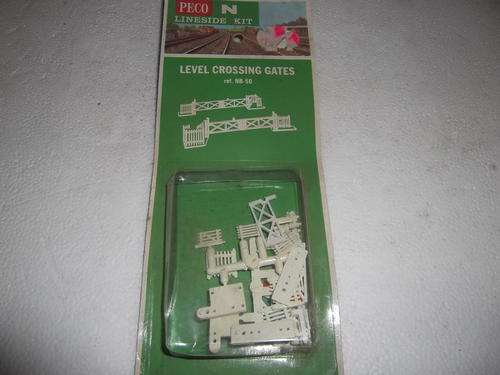 PECO N
LINESIDE KIT
LEVEL CROSSING GATES
ref. NB-50